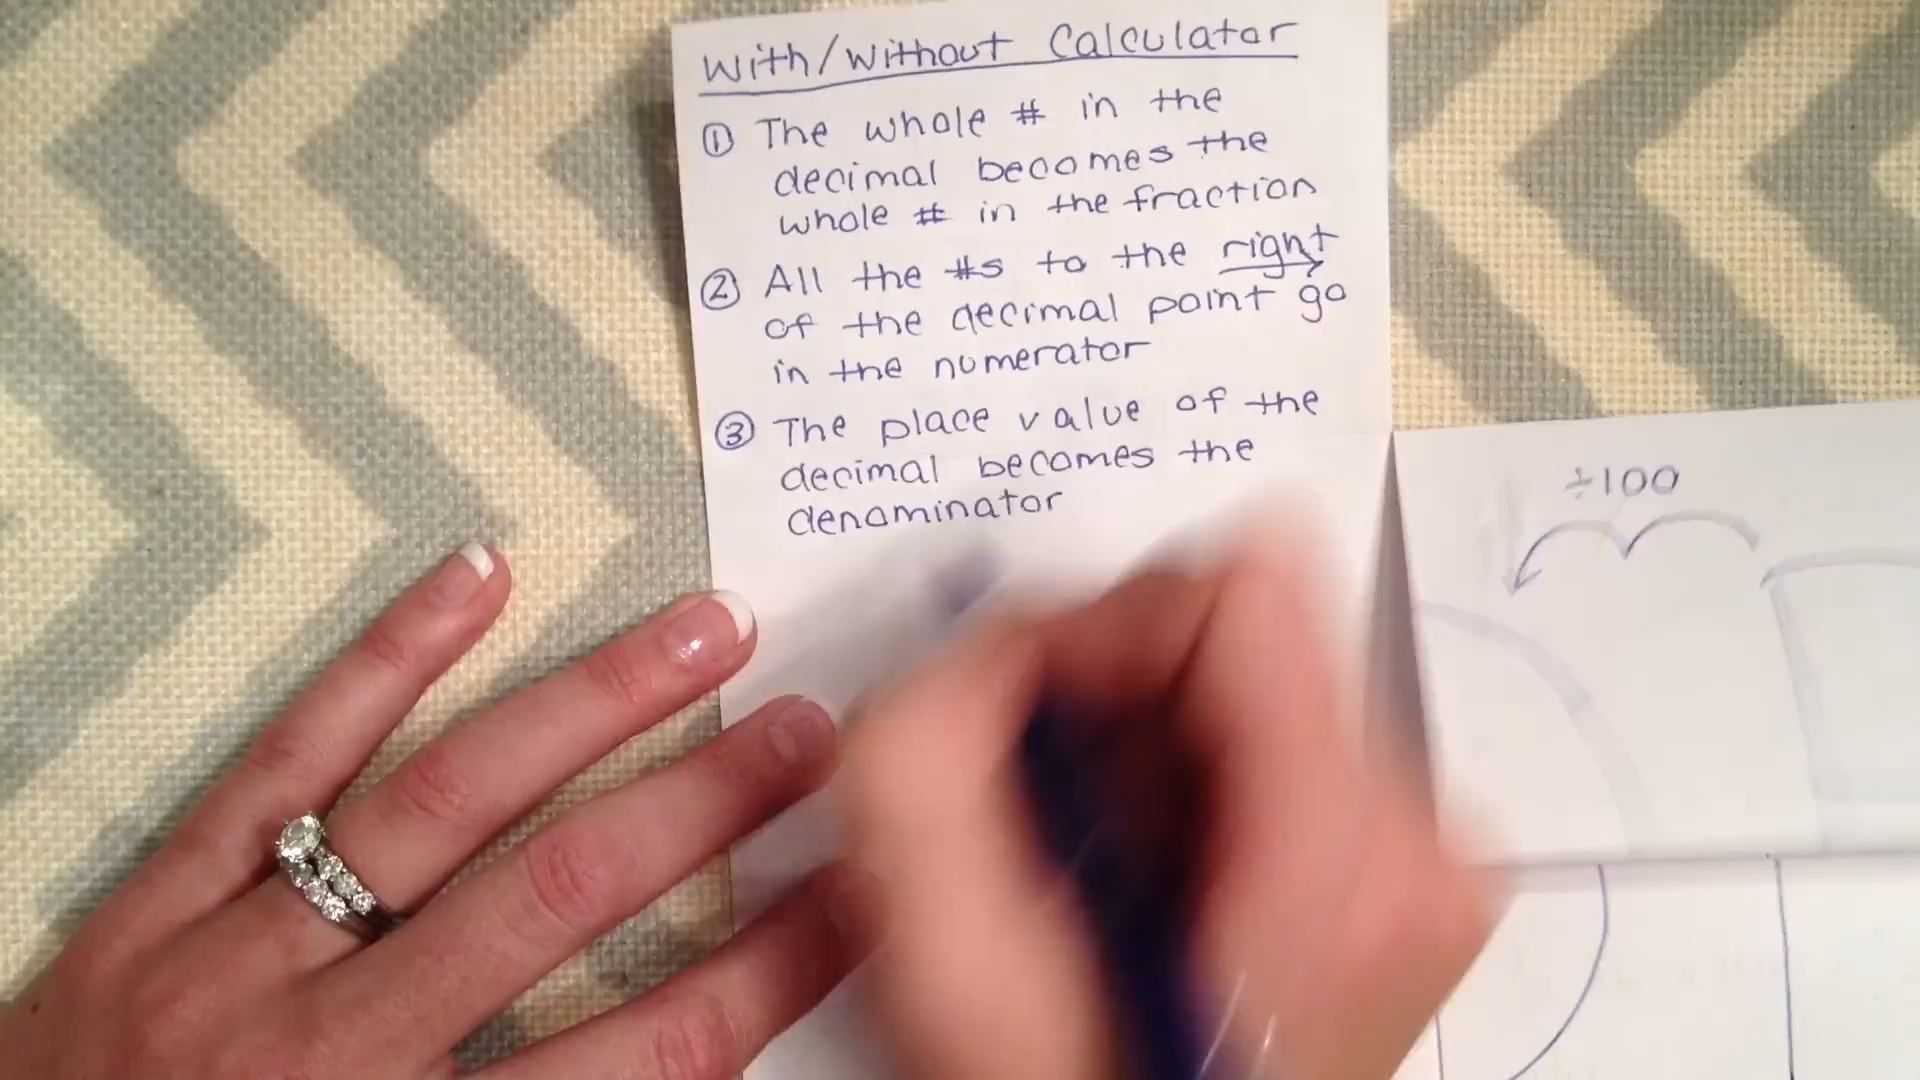 With/Without Calculator
① The whole # in the
decimal becomes the
whole # in the fraction
② All the #s to the right
of the decimal point go
in the numerator
③ The place value of the
decimal becomes the
denominator
÷100